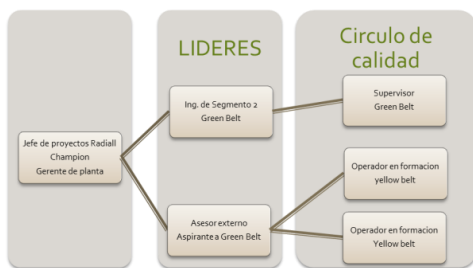 LIDERES
Circulo de
calidad
Jefe de proyectos Radiall
Champion
Gerente de planta
Ing. de Segmento 2
Green Belt
Asesor externo
Aspirante a Green Belt
Supervisor
Green Belt
Operador en formacion
yellow belt
Operador en formacion
Yellow belt